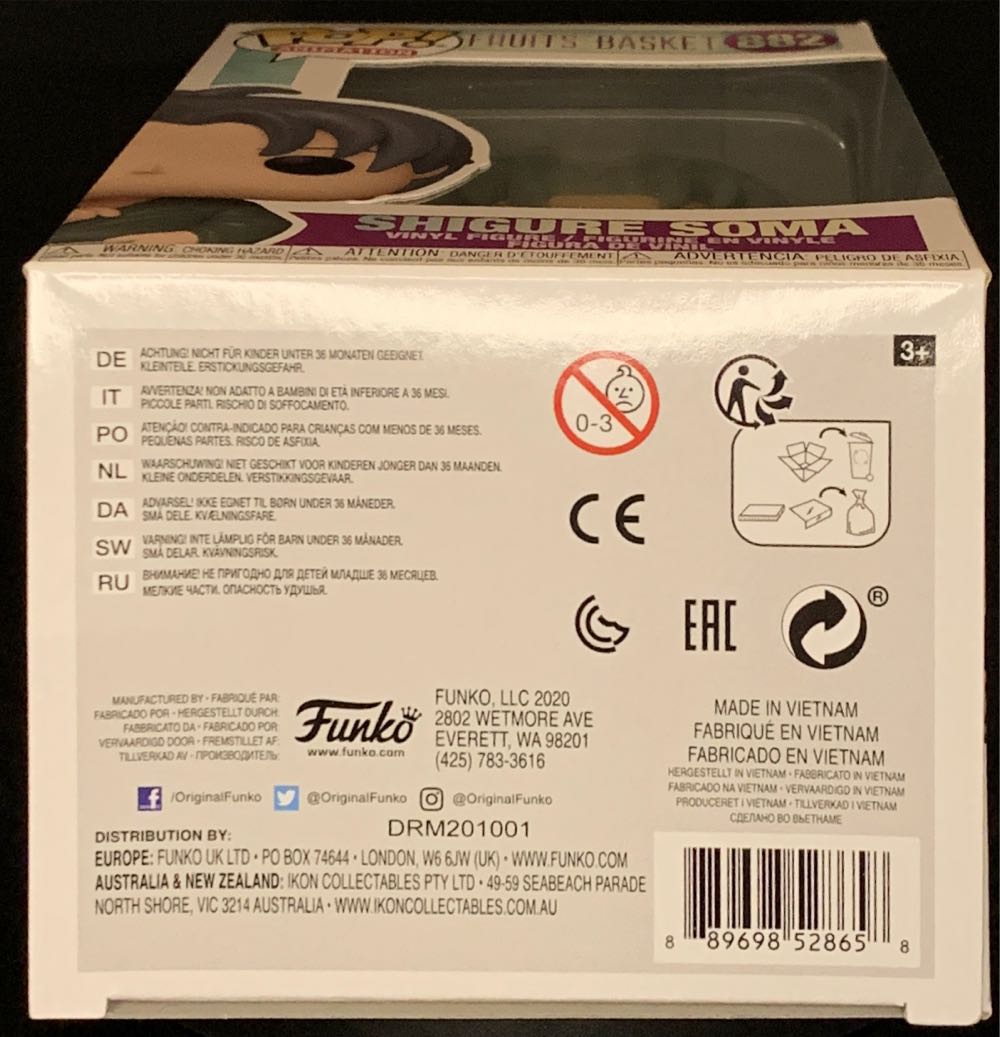 POP!
ANIMATION
FRUITS BASKET 882
SHIGURE SOMA
VINYL FIGURE / FIGURINE EN VINYLE
FIGURA DE VINIL
WARNING: CHOKING HAZARD
ATTENTION: DANGER D'ETOUFFEMENT
ADVERTENCIA: PELIGRO DE ASFIXIA
3+
DE ACHTUNG! NICHT FÜR KINDER UNTER 36 MONATEN GEEIGNET.
KLEINTEILE. ERSTICKUNGSGEFAHR.
IT AVVERTENZA! NON ADATTO A BAMBINI DI ETÀ INFERIORE A 36 MESI.
PICCOLE PARTI. RISCHIO DI SOFFOCAMENTO.
PO ATENÇÃO! CONTRA-INDICADO PARA CRIANÇAS COM MENOS DE 36 MESES.
PEQUENAS PARTES. RISCO DE ASFIXIA.
NL WAARSCHUWING! NIET GESCHIKT VOOR KINDEREN JONGER DAN 36 MAANDEN.
KLEINE ONDERDELEN. VERSTIKKINGSGEVAAR.
DA ADVARSEL! IKKE EGNET TIL BØRN UNDER 36 MÅNEDER.
SMÅ DELE. KVÆLNINGSFARE.
SW VARNING! INTE LÄMPLIG FÖR BARN UNDER 36 MÅNADER.
SMÅ DELAR. KVÄVNINGSRISK.
RU ВНИМАНИЕ! НЕ ПРИГОДНО ДЛЯ ДЕТЕЙ МЛАДШЕ 36 МЕСЯЦЕВ.
МЕЛКИЕ ЧАСТИ. ОПАСНОСТЬ УДУШЬЯ.
0-3
CE
EAC
®
MANUFACTURED BY • FABRIQUÉ PAR:
FABRICADO POR • HERGESTELLT DURCH:
FABBRICATO DA • FABRICADO POR:
VERVAARDIGD DOOR • FREMSTILLET AF:
TILLVERKAD AV • ПРОИЗВОДИТЕЛЬ:
Funko
www.funko.com
FUNKO, LLC 2020
2802 WETMORE AVE
EVERETT, WA 98201
(425) 783-3616
/OriginalFunko @OriginalFunko @OriginalFunko
DRM201001
DISTRIBUTION BY:
EUROPE: FUNKO UK LTD • PO BOX 74644 • LONDON, W6 6JW (UK) • WWW.FUNKO.COM
AUSTRALIA & NEW ZEALAND: IKON COLLECTABLES PTY LTD • 49-59 SEABEACH PARADE
NORTH SHORE, VIC 3214 AUSTRALIA • WWW.IKONCOLLECTABLES.COM.AU
MADE IN VIETNAM
FABRIQUÉ EN VIETNAM
FABRICADO EN VIETNAM
HERGESTELLT IN VIETNAM • FABBRICATO IN VIETNAM
FABRICADO NA VIETNAM • VERVAARDIGD IN VIETNAM
PRODUCERET I VIETNAM • TILLVERKAD I VIETNAM
СДЕЛАНО ВО ВЬЕТНАМЕ
8 89698 52865 8